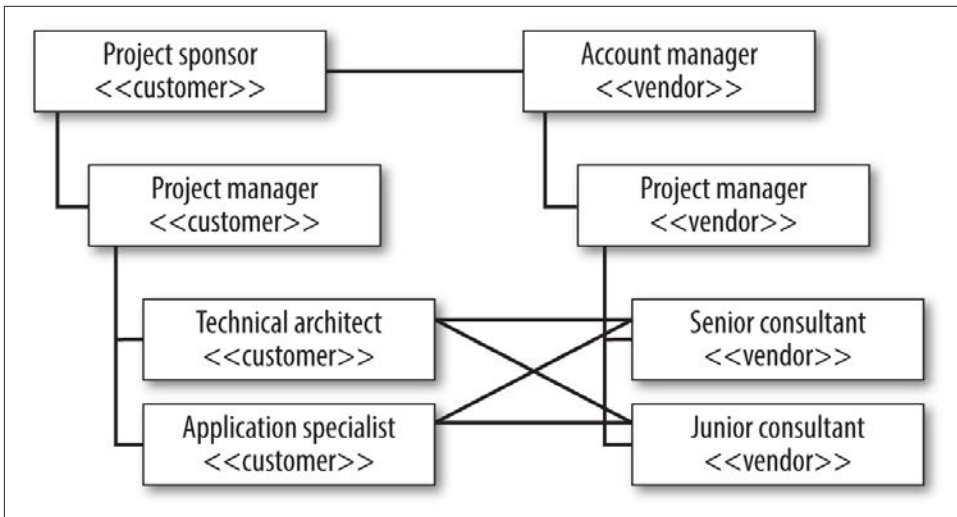 Project sponsor
<<customer>>
Account manager
<<vendor>>
Project manager
<<customer>>
Project manager
<<vendor>>
Technical architect
<<customer>>
Senior consultant
<<vendor>>
Application specialist
<<customer>>
Junior consultant
<<vendor>>